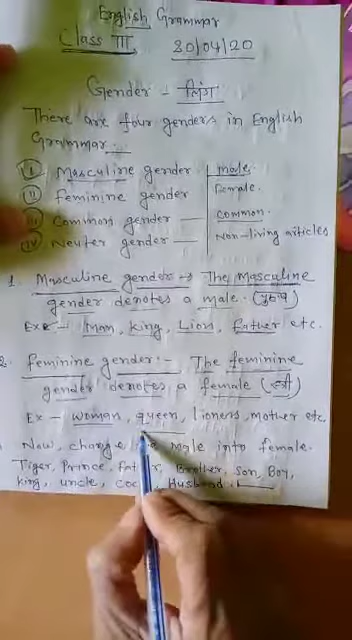 English Grammar
Class III 20/04/20
Gender - लिंग
There are four genders in English
Grammar:-
(I) Masculine gender male
(II) Feminine gender Female.
(III) Common gender — common.
(IV) Neuter gender — Non-living articles
1. Masculine gender:→ The Masculine
gender denotes a male. (पुरुष)
Ex - Man, king, Lion, Father etc.
2. Feminine gender:- The feminine
gender denotes a female (स्त्री)
Ex - woman, queen, lioness, mother etc.
Now, change male into female.
Tiger, Prince, Brother, son, Boy,
king, uncle, Husband.